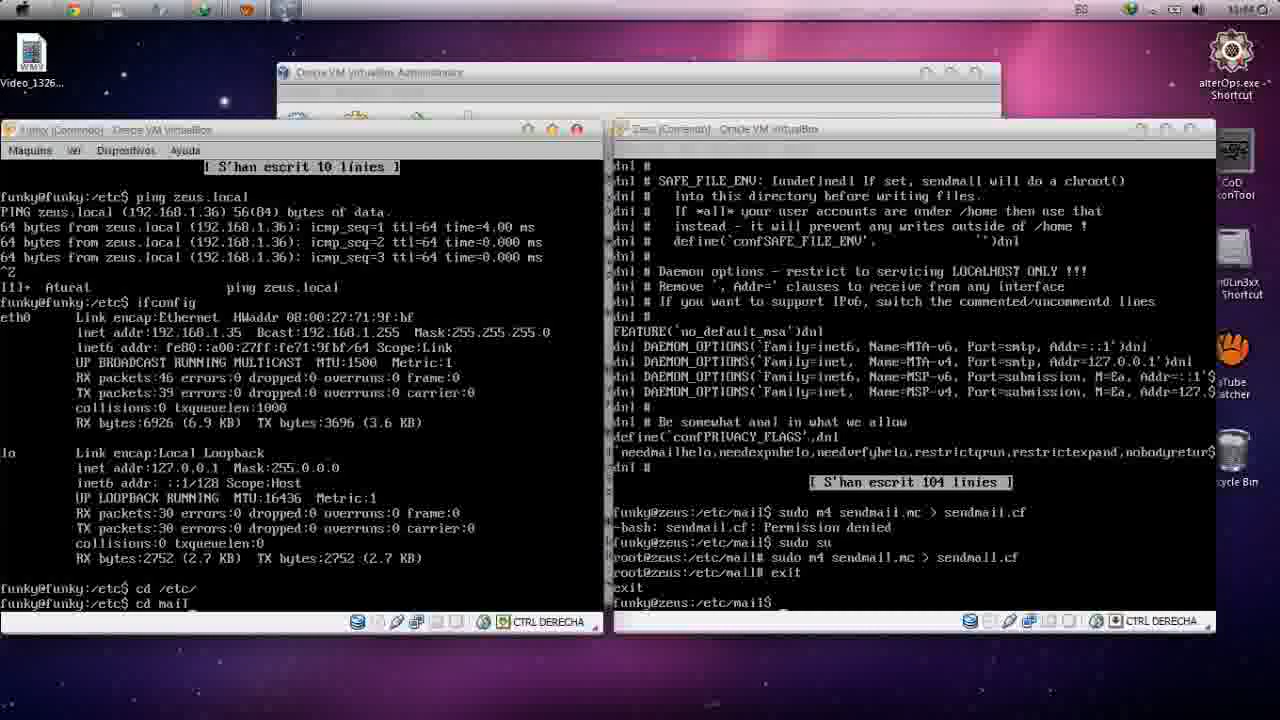 ES
11:44
Video_1326...
alterOps.exe -
Shortcut
Oracle VM VirtualBox Administrador
Funky [Corriendo] - Oracle VM VirtualBox
Máquina Ver Dispositivos Ayuda
[ S'han escrit 10 línies ]
funky@funky:/etc$ ping zeus.local
PING zeus.local (192.168.1.36) 56(84) bytes of data.
64 bytes from zeus.local (192.168.1.36): icmp_seq=1 ttl=64 time=4.00 ms
64 bytes from zeus.local (192.168.1.36): icmp_seq=2 ttl=64 time=0.000 ms
64 bytes from zeus.local (192.168.1.36): icmp_seq=3 ttl=64 time=0.000 ms
^Z
[1]+ Aturat ping zeus.local
funky@funky:/etc$ ifconfig
eth0 Link encap:Ethernet HWaddr 08:00:27:71:9f:bf
inet addr:192.168.1.35 Bcast:192.168.1.255 Mask:255.255.255.0
inet6 addr: fe80::a00:27ff:fe71:9fbf/64 Scope:Link
UP BROADCAST RUNNING MULTICAST MTU:1500 Metric:1
RX packets:46 errors:0 dropped:0 overruns:0 frame:0
TX packets:39 errors:0 dropped:0 overruns:0 carrier:0
collisions:0 txqueuelen:1000
RX bytes:6926 (6.9 KB) TX bytes:3696 (3.6 KB)
lo Link encap:Local Loopback
inet addr:127.0.0.1 Mask:255.0.0.0
inet6 addr: ::1/128 Scope:Host
UP LOOPBACK RUNNING MTU:16436 Metric:1
RX packets:30 errors:0 dropped:0 overruns:0 frame:0
TX packets:30 errors:0 dropped:0 overruns:0 carrier:0
collisions:0 txqueuelen:0
RX bytes:2752 (2.7 KB) TX bytes:2752 (2.7 KB)
funky@funky:/etc$ cd /etc/
funky@funky:/etc$ cd mail
CTRL DERECHA
Zeus [Corriendo] - Oracle VM VirtualBox
dnl #
dnl # SAFE_FILE_ENV: [undefined] If set, sendmail will do a chroot()
dnl # into this directory before writing files.
dnl # If *all* your user accounts are under /home then use that
dnl # instead - it will prevent any writes outside of /home !
dnl # define(`confSAFE_FILE_ENV', `')dnl
dnl #
dnl # Daemon options - restrict to servicing LOCALHOST ONLY !!!
dnl # Remove `, Addr=' clauses to receive from any interface
dnl # If you want to support IPv6, switch the commented/uncommentd lines
dnl #
FEATURE(`no_default_msa')dnl
dnl DAEMON_OPTIONS(`Family=inet6, Name=MTA-v6, Port=smtp, Addr=::1')dnl
dnl DAEMON_OPTIONS(`Family=inet, Name=MTA-v4, Port=smtp, Addr=127.0.0.1')dnl
dnl DAEMON_OPTIONS(`Family=inet6, Name=MSP-v6, Port=submission, M=Ea, Addr=::1'$
dnl DAEMON_OPTIONS(`Family=inet, Name=MSP-v4, Port=submission, M=Ea, Addr=127.$
dnl #
dnl # Be somewhat anal in what we allow
define(`confPRIVACY_FLAGS',dnl
`needmailhelo,needexpnhelo,needvrfyhelo,restrictqrun,restrictexpand,nobodyretur$
dnl #
[ S'han escrit 104 línies ]
funky@zeus:/etc/mail$ sudo m4 sendmail.mc > sendmail.cf
-bash: sendmail.cf: Permission denied
funky@zeus:/etc/mail$ sudo su
root@zeus:/etc/mail# sudo m4 sendmail.mc > sendmail.cf
root@zeus:/etc/mail# exit
exit
funky@zeus:/etc/mail$
CTRL DERECHA
CoD
konTool
r0Lin3xx
Shortcut
aTube
atcher
cycle Bin